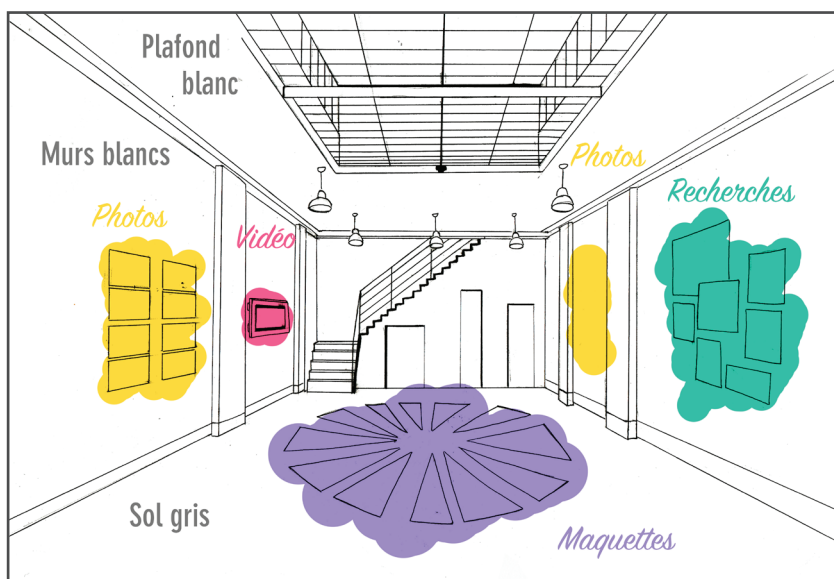 Plafond
blanc
Murs blancs
Photos
Recherches
Photos
Vidéo
Sol gris
Maquettes